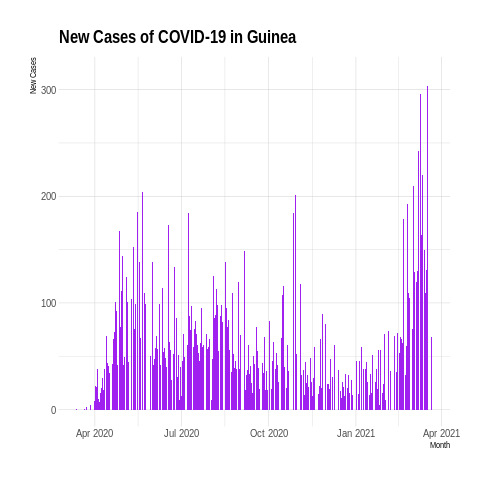 New Cases of COVID-19 in Guinea
New Cases
300
200
100
0
Apr 2020 Jul 2020 Oct 2020 Jan 2021 Apr 2021
Month